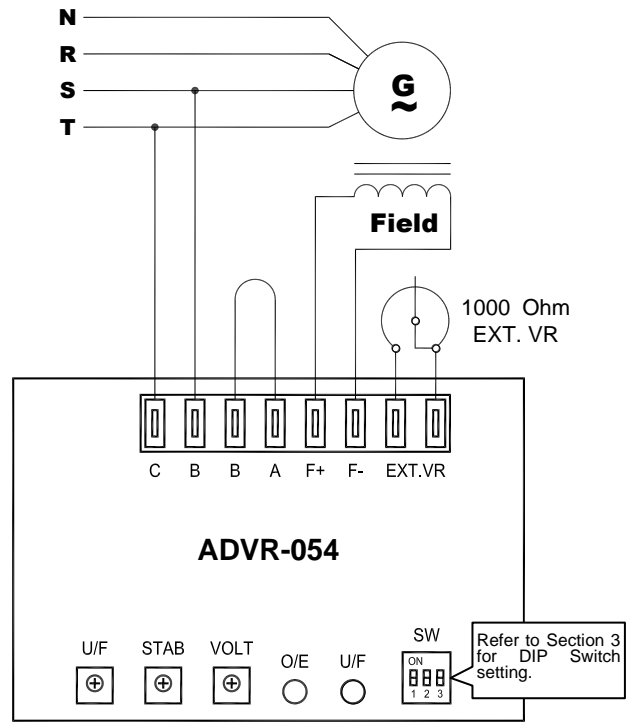 N
R
S
T
G
~
Field
1000 Ohm
EXT. VR
C B B A F+ F- EXT.VR
ADVR-054
U/F STAB VOLT O/E U/F SW
ON
1 2 3
Refer to Section 3
for DIP Switch
setting.